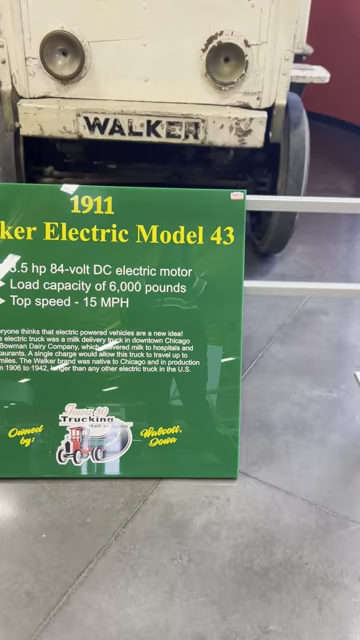 WALKER
1911
ker Electric Model 43
3.5 hp 84-volt DC electric motor
Load capacity of 6,000 pounds
Top speed - 15 MPH
ryone thinks that electric powered vehicles are a new idea!
s electric truck was a milk delivery truck in downtown Chicago
Bowman Dairy Company, which delivered milk to hospitals and
taurants. A single charge would allow this truck to travel up to
miles. The Walker brand was native to Chicago and in production
m 1906 to 1942, longer than any other electric truck in the U.S.
Owned
by:
Iowa 80
Trucking
Walcott,
Iowa